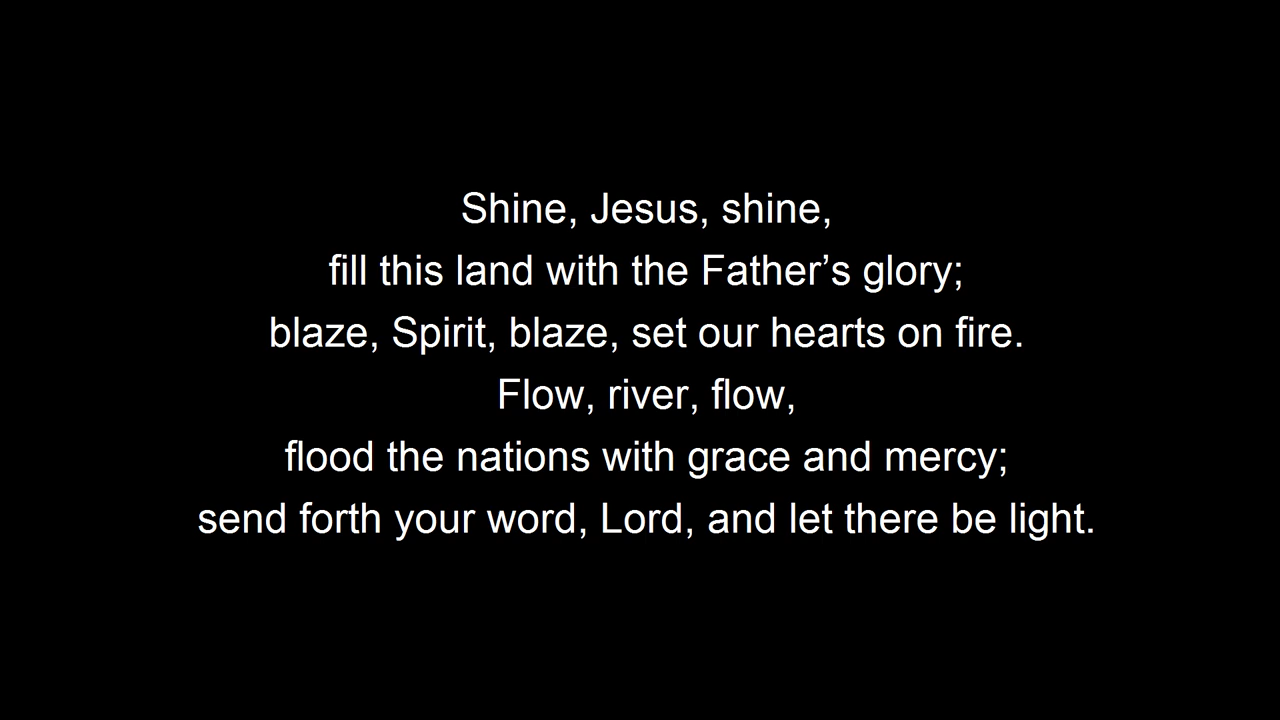 Shine, Jesus, shine,
fill this land with the Father’s glory;
blaze, Spirit, blaze, set our hearts on fire.
Flow, river, flow,
flood the nations with grace and mercy;
send forth your word, Lord, and let there be light.